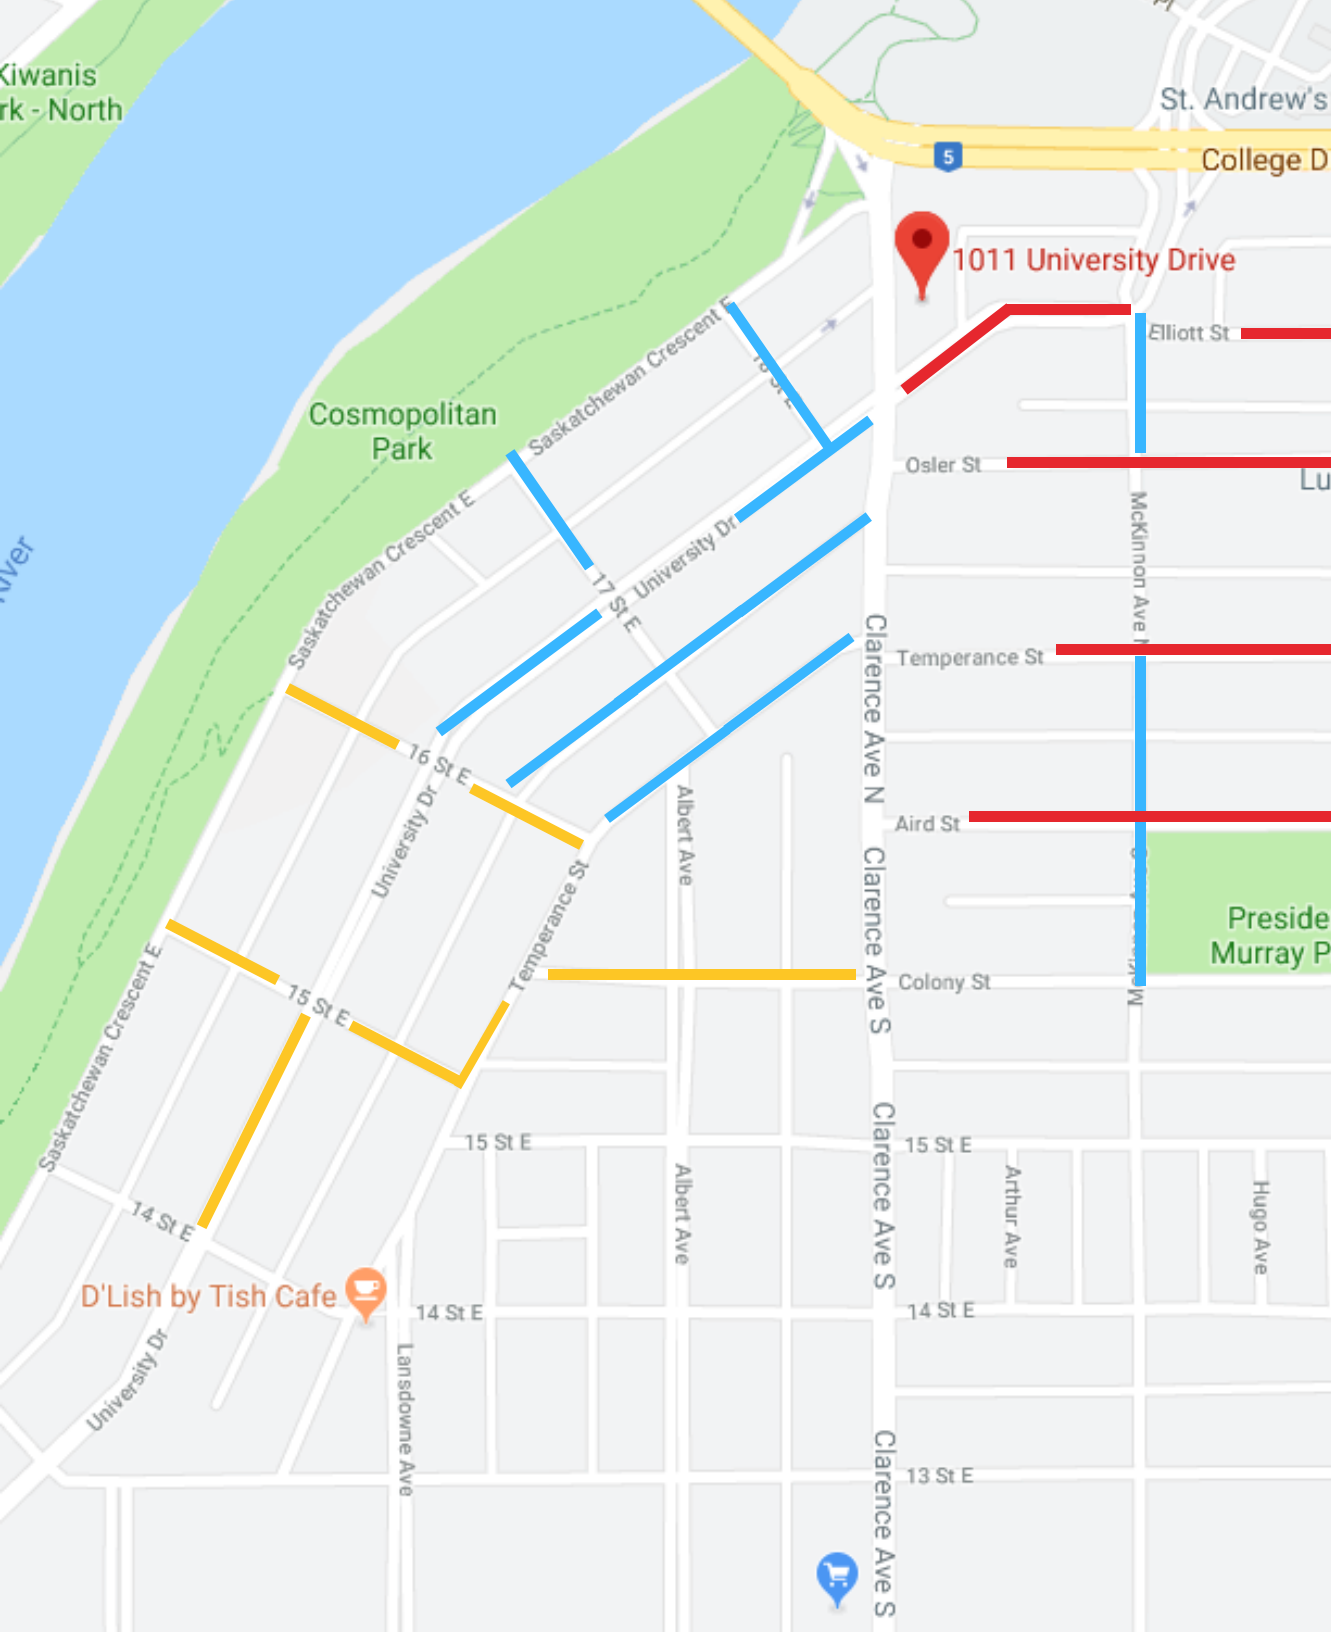 Kiwanis
rk - North
St. Andrew's
5
College D
1011 University Drive
Elliott St
Saskatchewan Crescent E
Cosmopolitan
Park
Osler St
Saskatchewan Crescent E
University Dr
17 St E
McKinnon Ave
River
Clarence Ave N
Temperance St
16 St E
University Dr
Albert Ave
Aird St
Temperance St
Clarence Ave S
Preside
Murray P
Colony St
Saskatchewan Crescent E
15 St E
15 St E
15 St E
Clarence Ave S
Albert Ave
Arthur Ave
Hugo Ave
14 St E
D'Lish by Tish Cafe
14 St E
14 St E
University Dr
Lansdowne Ave
Clarence Ave S
13 St E